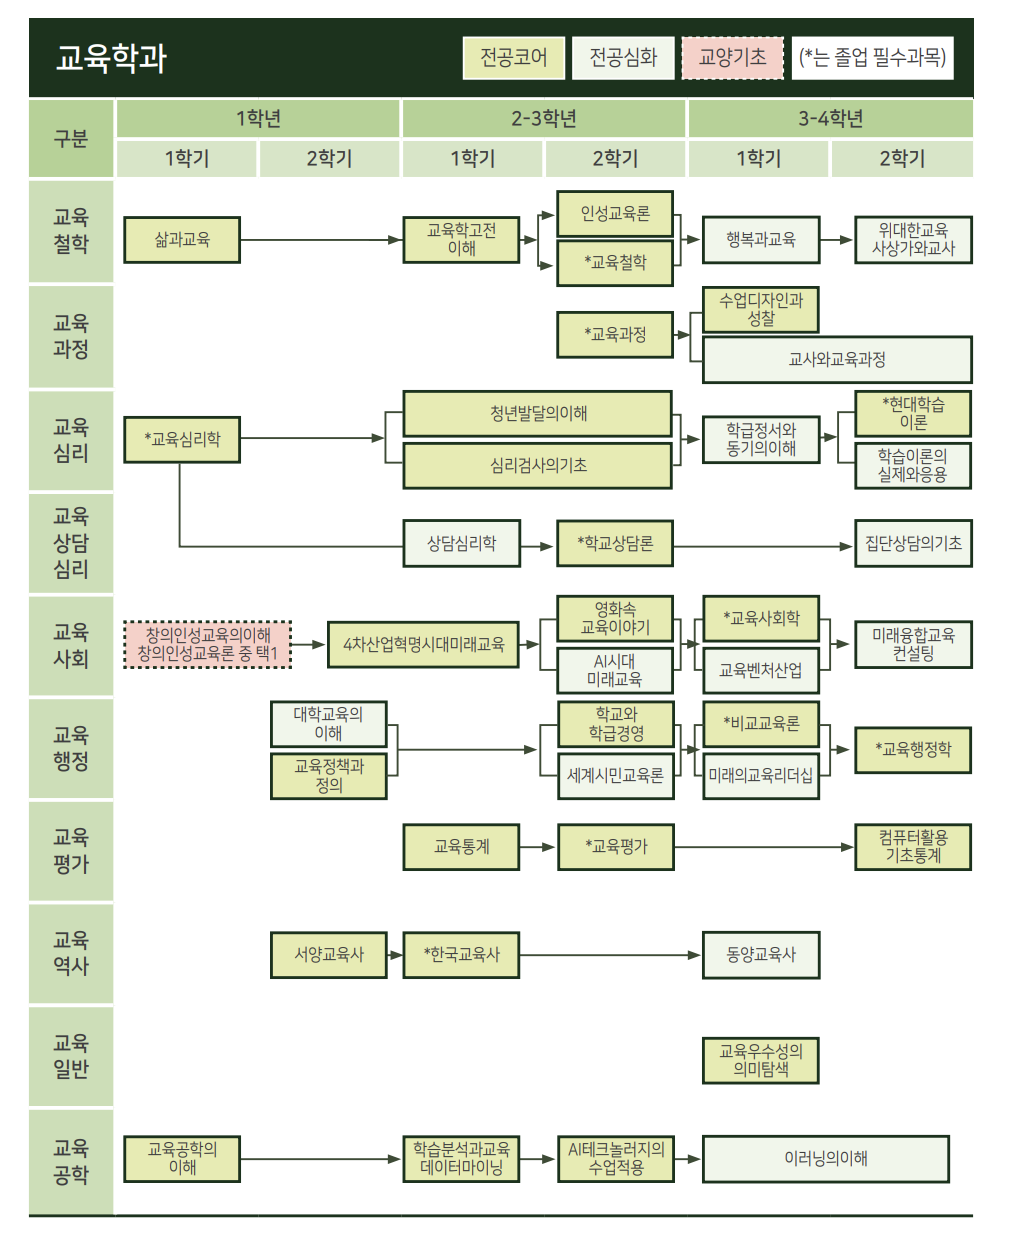 교육학과
전공코어
전공심화
교양기초
(*는 졸업 필수과목)
구분
1학년
2-3학년
3-4학년
1학기
2학기
1학기
2학기
1학기
2학기
교육
철학
삶과교육
교육학고전
이해
인성교육론
*교육철학
행복과교육
위대한교육
사상가와교사
교육
과정
*교육과정
수업디자인과
성찰
교사와교육과정
교육
심리
*교육심리학
청년발달의이해
심리검사의기초
학급정서와
동기의이해
*현대학습
이론
학습이론의
실제와응용
교육
상담
심리
상담심리학
*학교상담론
집단상담의기초
교육
사회
창의인성교육의이해
창의인성교육론 중 택1
4차산업혁명시대미래교육
영화속
교육이야기
AI시대
미래교육
*교육사회학
교육벤처산업
미래융합교육
컨설팅
교육
행정
대학교육의
이해
교육정책과
정의
학교와
학급경영
세계시민교육론
*비교교육론
미래의교육리더십
*교육행정학
교육
평가
교육통계
*교육평가
컴퓨터활용
기초통계
교육
역사
서양교육사
*한국교육사
동양교육사
교육
일반
교육우수성의
의미탐색
교육
공학
교육공학의
이해
학습분석과교육
데이터마이닝
AI테크놀러지의
수업적용
이러닝의이해